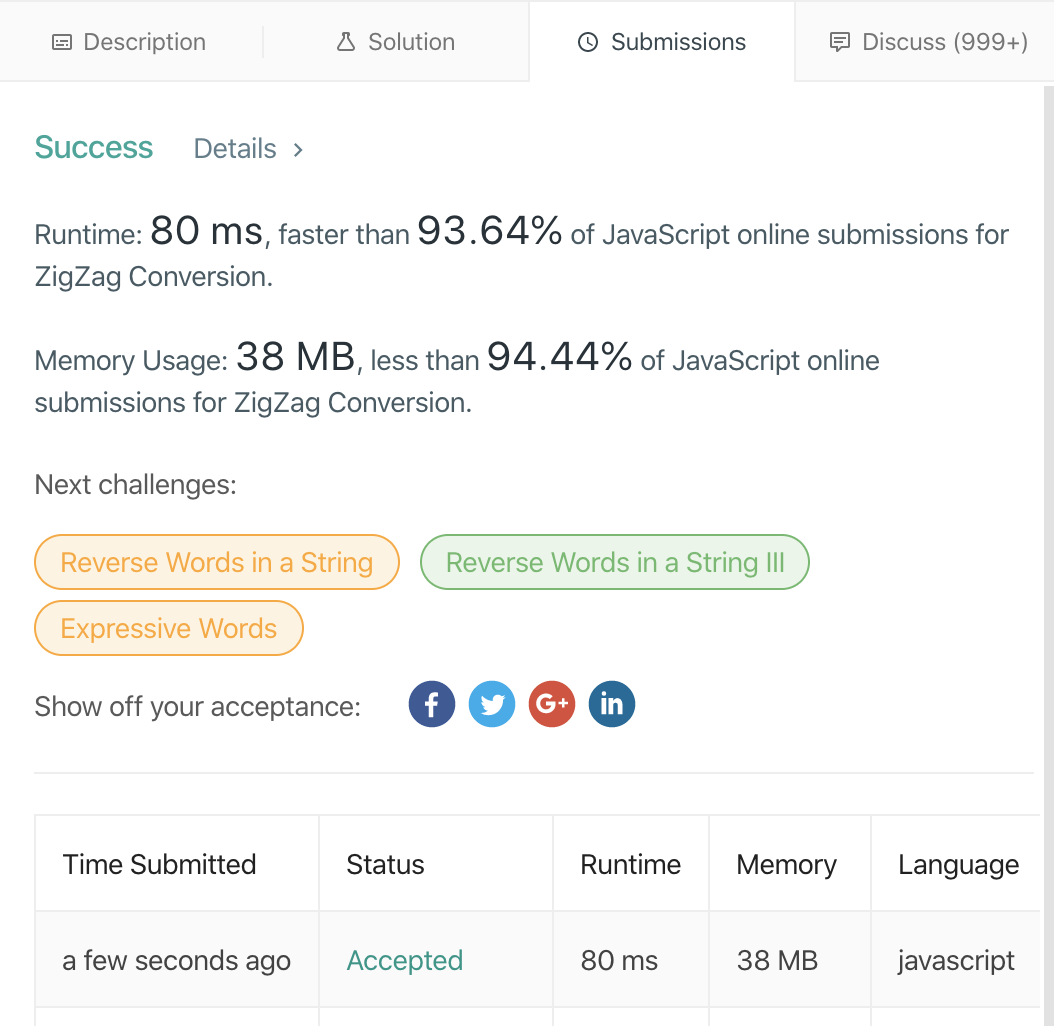 Description Solution Submissions Discuss (999+)
Success Details >
Runtime: 80 ms, faster than 93.64% of JavaScript online submissions for
ZigZag Conversion.
Memory Usage: 38 MB, less than 94.44% of JavaScript online
submissions for ZigZag Conversion.
Next challenges:
Reverse Words in a String Reverse Words in a String III
Expressive Words
Show off your acceptance: f G+ in
Time Submitted Status Runtime Memory Language
a few seconds ago Accepted 80 ms 38 MB javascript